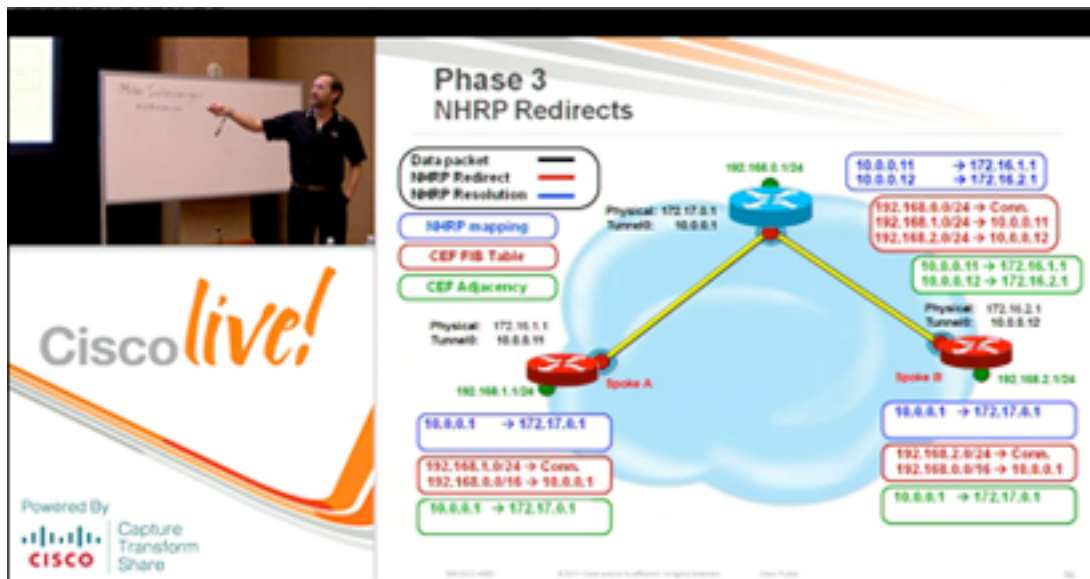 Phase 3
NHRP Redirects
Data packet
NHRP Redirect
NHRP Resolution
NHRP mapping
CEF FIB Table
CEF Adjacency
192.168.0.1/24
Physical: 172.17.0.1
Tunnel0: 10.0.0.1
10.0.0.11 → 172.16.1.1
10.0.0.12 → 172.16.2.1
192.168.0.0/24 → Conn.
192.168.1.0/24 → 10.0.0.11
192.168.2.0/24 → 10.0.0.12
10.0.0.11 → 172.16.1.1
10.0.0.12 → 172.16.2.1
Physical: 172.16.1.1
Tunnel0: 10.0.0.11
Physical: 172.16.2.1
Tunnel0: 10.0.0.12
Spoke A
192.168.1.1/24
Spoke B
192.168.2.1/24
10.0.0.1 → 172.17.0.1
192.168.1.0/24 → Conn.
192.168.0.0/16 → 10.0.0.1
10.0.0.1 → 172.17.0.1
10.0.0.1 → 172.17.0.1
192.168.2.0/24 → Conn.
192.168.0.0/16 → 10.0.0.1
10.0.0.1 → 172.17.0.1
Cisco live!
Powered By
CISCO
Capture
Transform
Share
Cisco Public